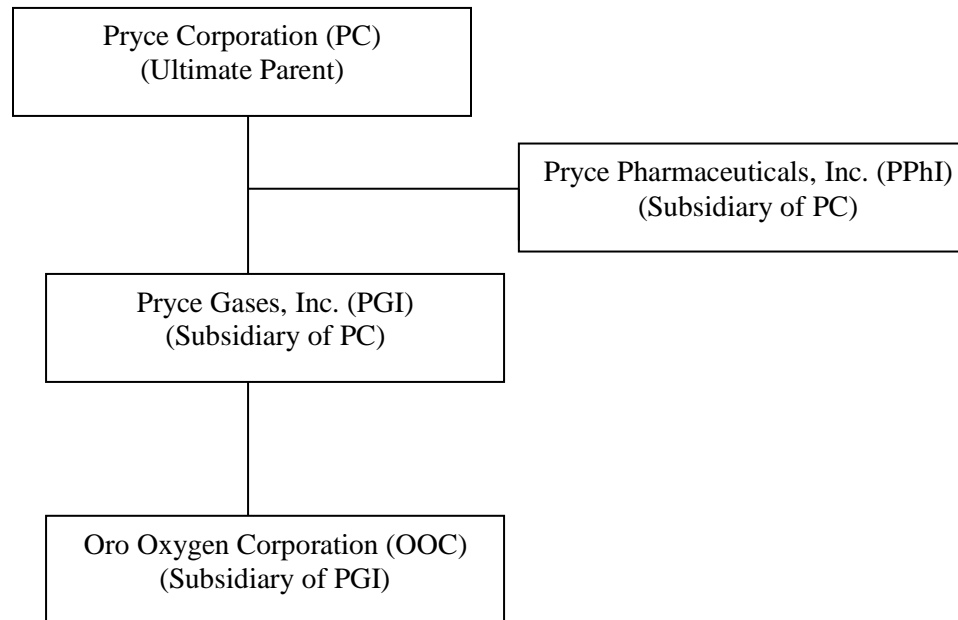 Pryce Corporation (PC)
(Ultimate Parent)
Pryce Pharmaceuticals, Inc. (PPhI)
(Subsidiary of PC)
Pryce Gases, Inc. (PGI)
(Subsidiary of PC)
Oro Oxygen Corporation (OOC)
(Subsidiary of PGI)